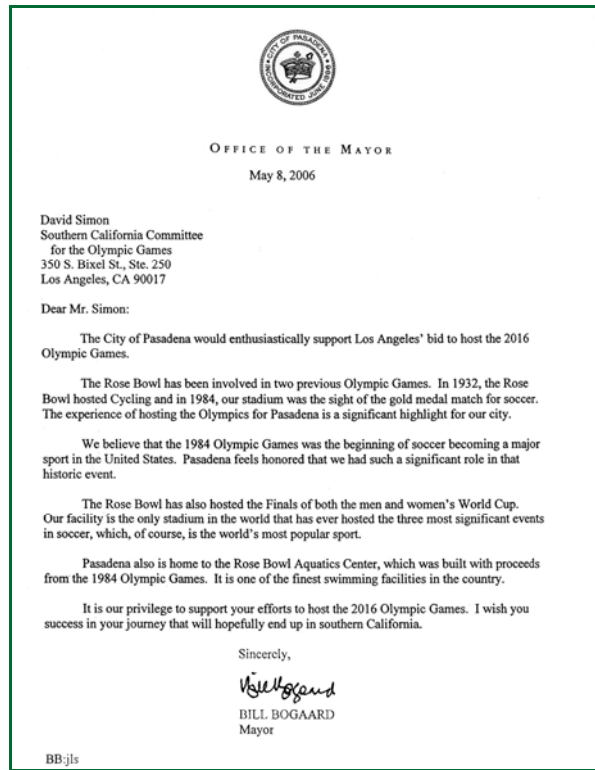 CITY OF PASADENA
INCORPORATED JUNE 1886
OFFICE OF THE MAYOR
May 8, 2006
David Simon
Southern California Committee
for the Olympic Games
350 S. Bixel St., Ste. 250
Los Angeles, CA 90017
Dear Mr. Simon:
The City of Pasadena would enthusiastically support Los Angeles' bid to host the 2016
Olympic Games.
The Rose Bowl has been involved in two previous Olympic Games. In 1932, the Rose
Bowl hosted Cycling and in 1984, our stadium was the sight of the gold medal match for soccer.
The experience of hosting the Olympics for Pasadena is a significant highlight for our city.
We believe that the 1984 Olympic Games was the beginning of soccer becoming a major
sport in the United States. Pasadena feels honored that we had such a significant role in that
historic event.
The Rose Bowl has also hosted the Finals of both the men and women's World Cup.
Our facility is the only stadium in the world that has ever hosted the three most significant events
in soccer, which, of course, is the world's most popular sport.
Pasadena also is home to the Rose Bowl Aquatics Center, which was built with proceeds
from the 1984 Olympic Games. It is one of the finest swimming facilities in the country.
It is our privilege to support your efforts to host the 2016 Olympic Games. I wish you
success in your journey that will hopefully end up in southern California.
Sincerely,
Bill Bogaard
BILL BOGAARD
Mayor
BB:jls